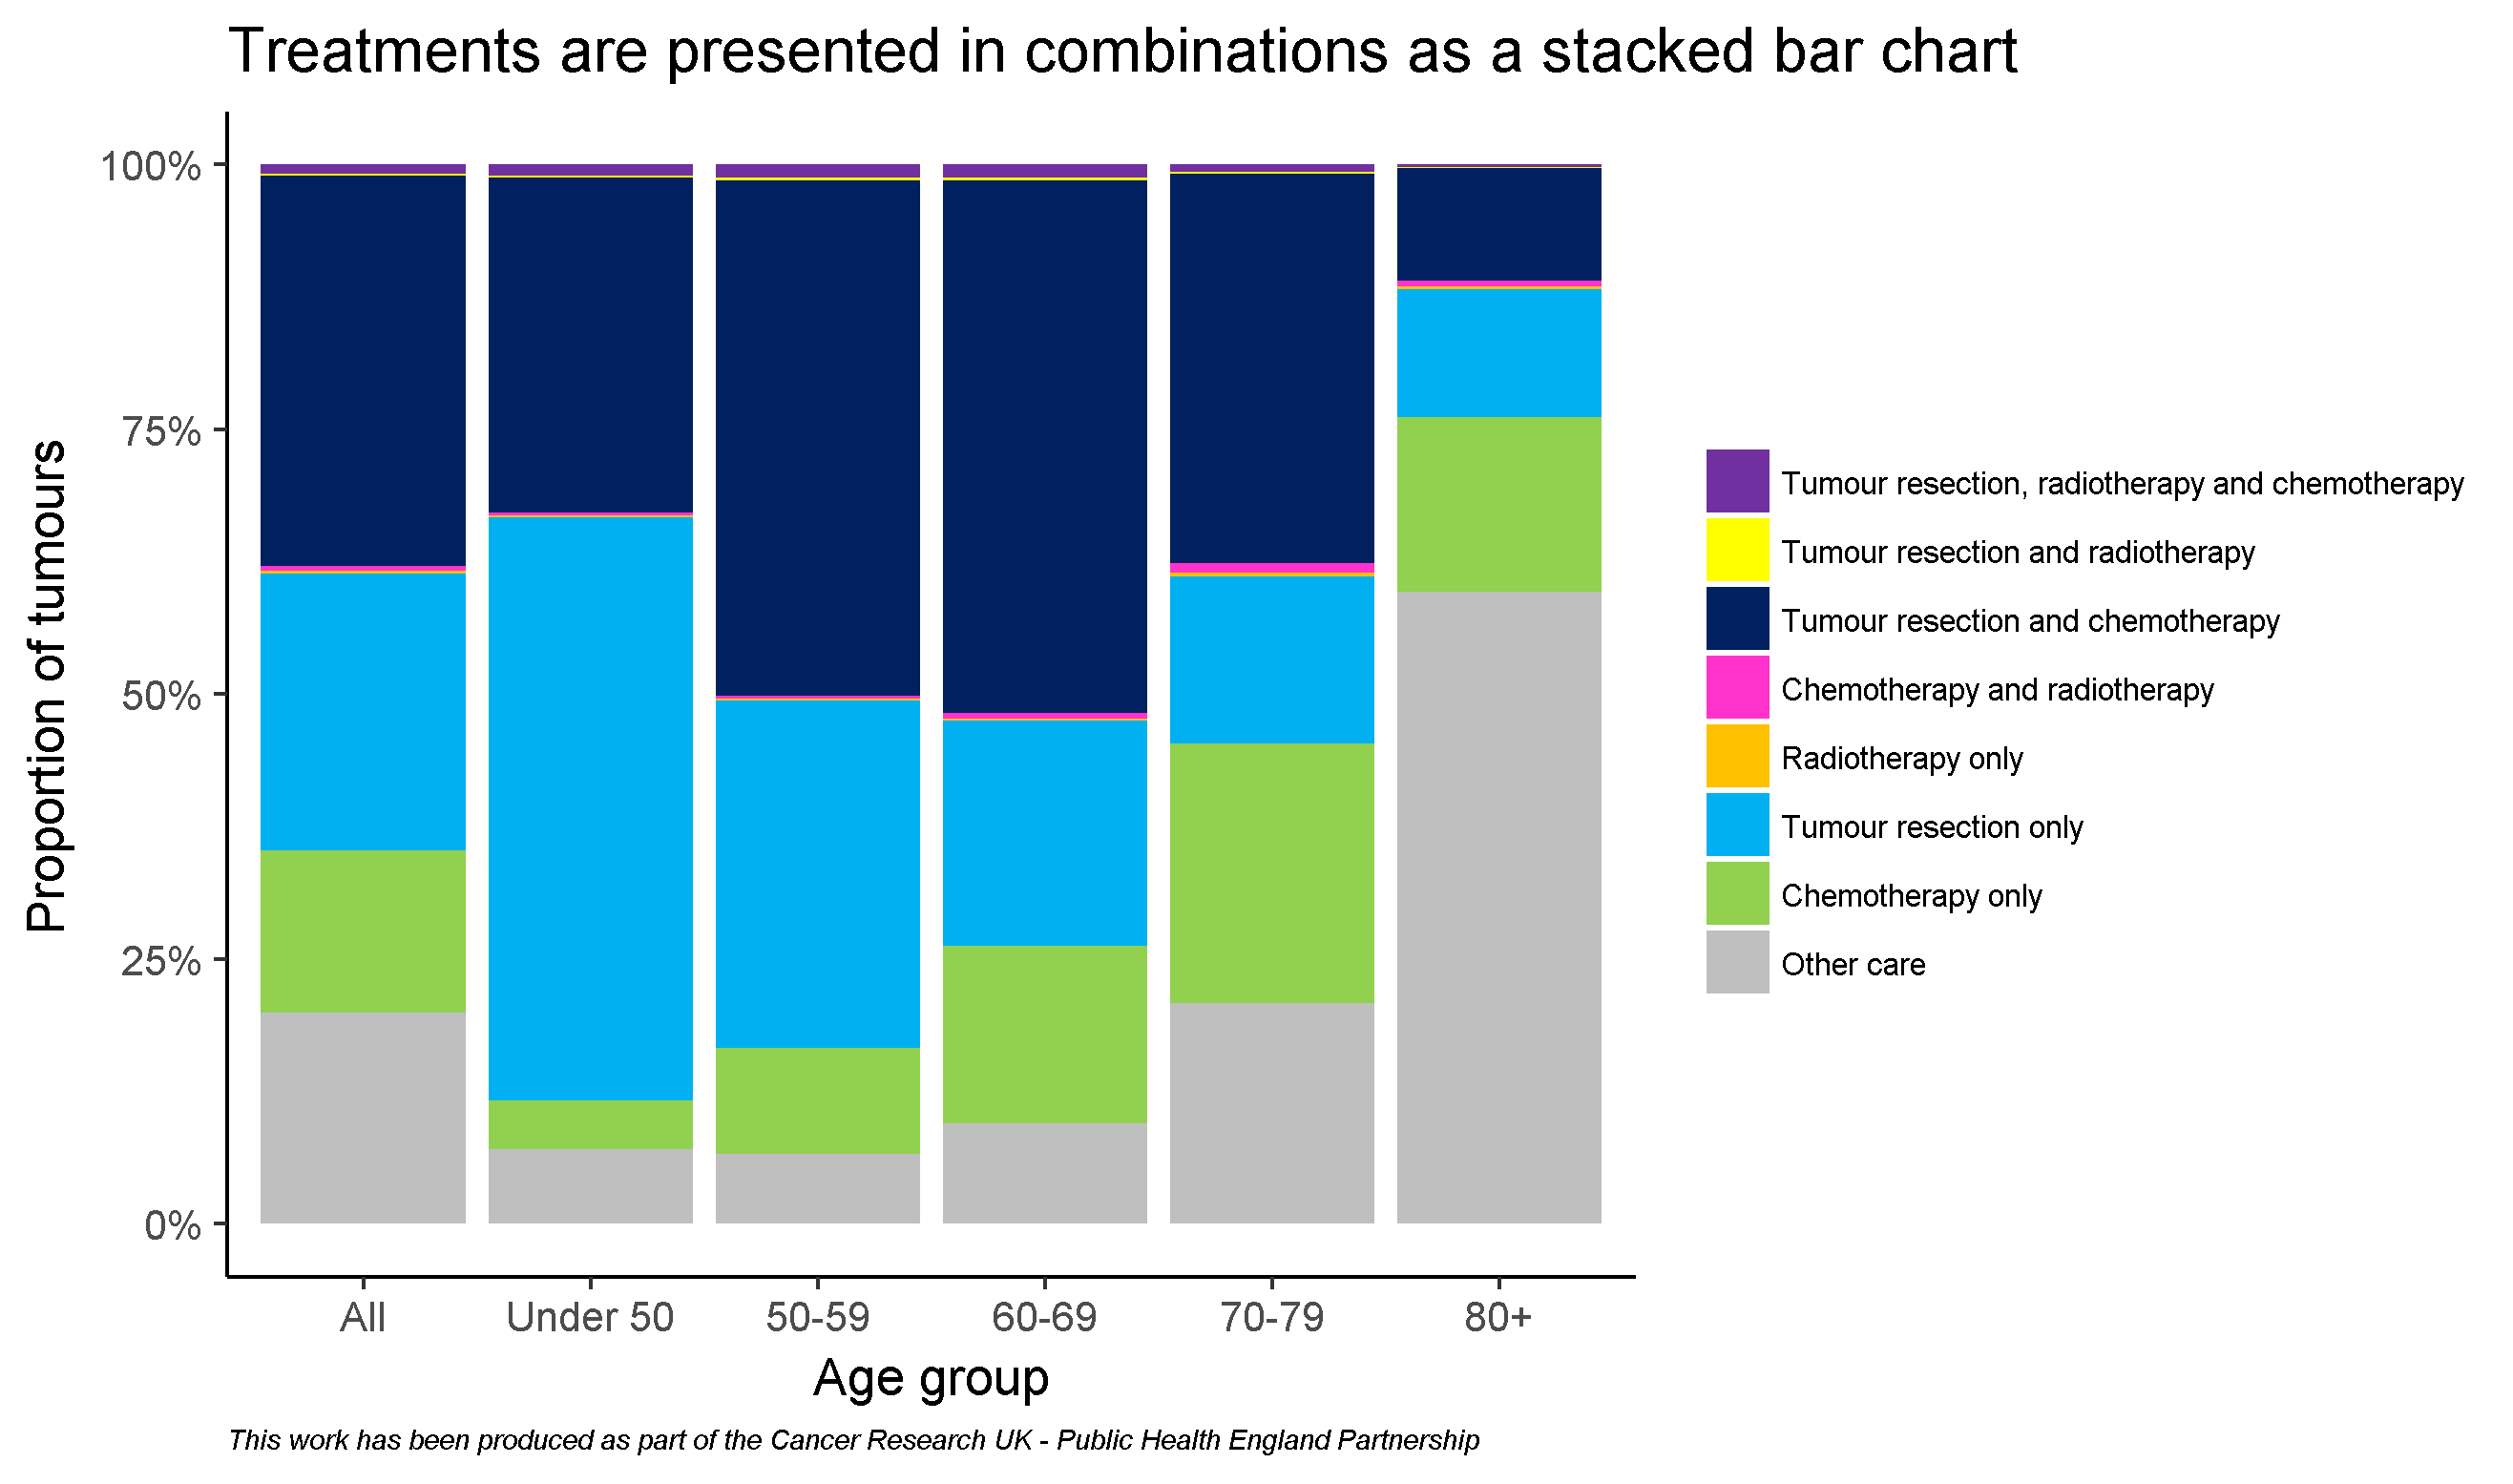 Treatments are presented in combinations as a stacked bar chart
Proportion of tumours
100%
75%
50%
25%
0%
All
Under 50
50-59
60-69
70-79
80+
Age group
Tumour resection, radiotherapy and chemotherapy
Tumour resection and radiotherapy
Tumour resection and chemotherapy
Chemotherapy and radiotherapy
Radiotherapy only
Tumour resection only
Chemotherapy only
Other care
This work has been produced as part of the Cancer Research UK - Public Health England Partnership